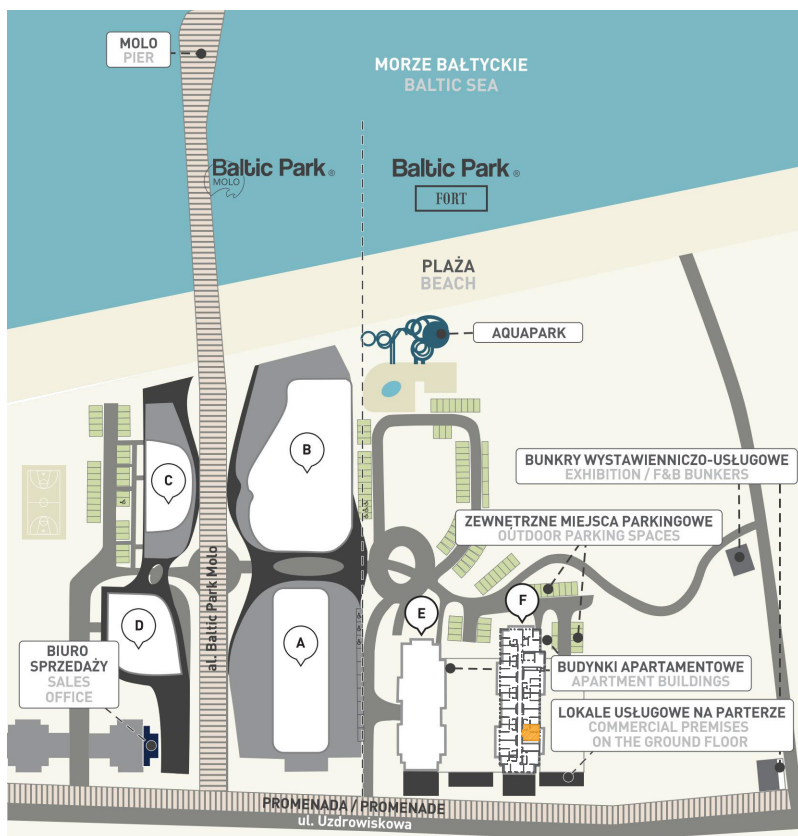 MOLO
PIER
MORZE BAŁTYCKIE
BALTIC SEA
Baltic Park ®
MOLO
Baltic Park ®
FORT
PLAŻA
BEACH
AQUAPARK
B
C
BUNKRY WYSTAWIENNICZO-USŁUGOWE
EXHIBITION / F&B BUNKERS
ZEWNĘTRZNE MIEJSCA PARKINGOWE
OUTDOOR PARKING SPACES
E
F
D
A
al. Baltic Park Molo
BIURO
SPRZEDAŻY
SALES
OFFICE
BUDYNKI APARTAMENTOWE
APARTMENT BUILDINGS
LOKALE USŁUGOWE NA PARTERZE
COMMERCIAL PREMISES
ON THE GROUND FLOOR
PROMENADA / PROMENADE
ul. Uzdrowiskowa